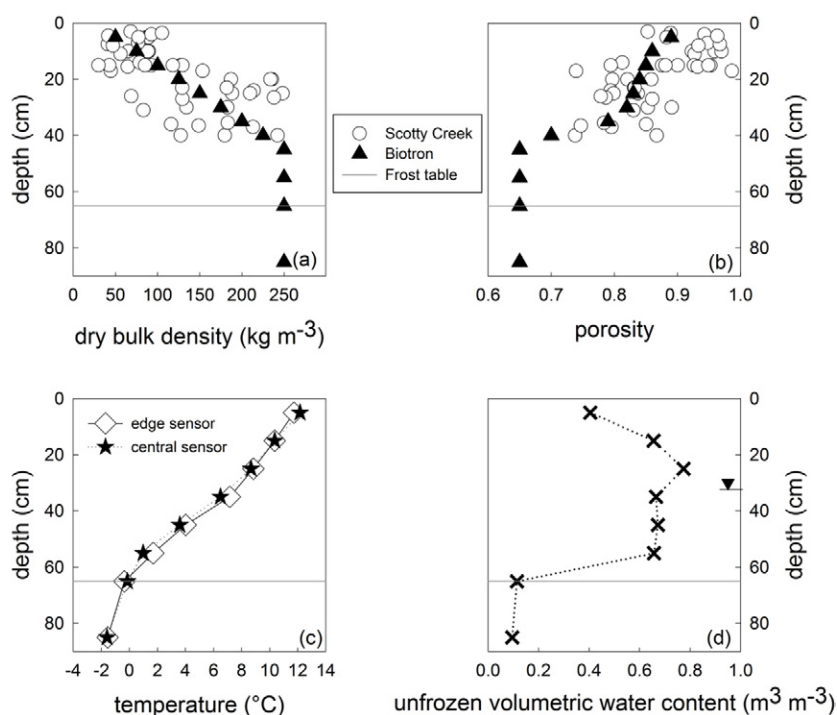 0
20
40
60
80
depth (cm)
(a)
0 50 100 150 200 250
dry bulk density (kg m-3)
Scotty Creek
Biotron
Frost table
0
20
40
60
80
depth (cm)
(b)
0.6 0.7 0.8 0.9 1.0
porosity
0
20
40
60
80
depth (cm)
edge sensor
central sensor
(c)
-4 -2 0 2 4 6 8 10 12 14
temperature (°C)
0
20
40
60
80
depth (cm)
(d)
0.0 0.2 0.4 0.6 0.8 1.0
unfrozen volumetric water content (m3 m-3)